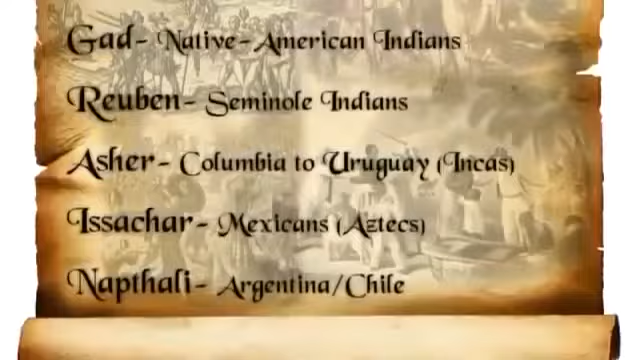 Gad- Native-American Indians
Reuben- Seminole Indians
Asher- Columbia to Uruguay (Incas)
Issachar- Mexicans (Aztecs)
Napthali- Argentina/Chile